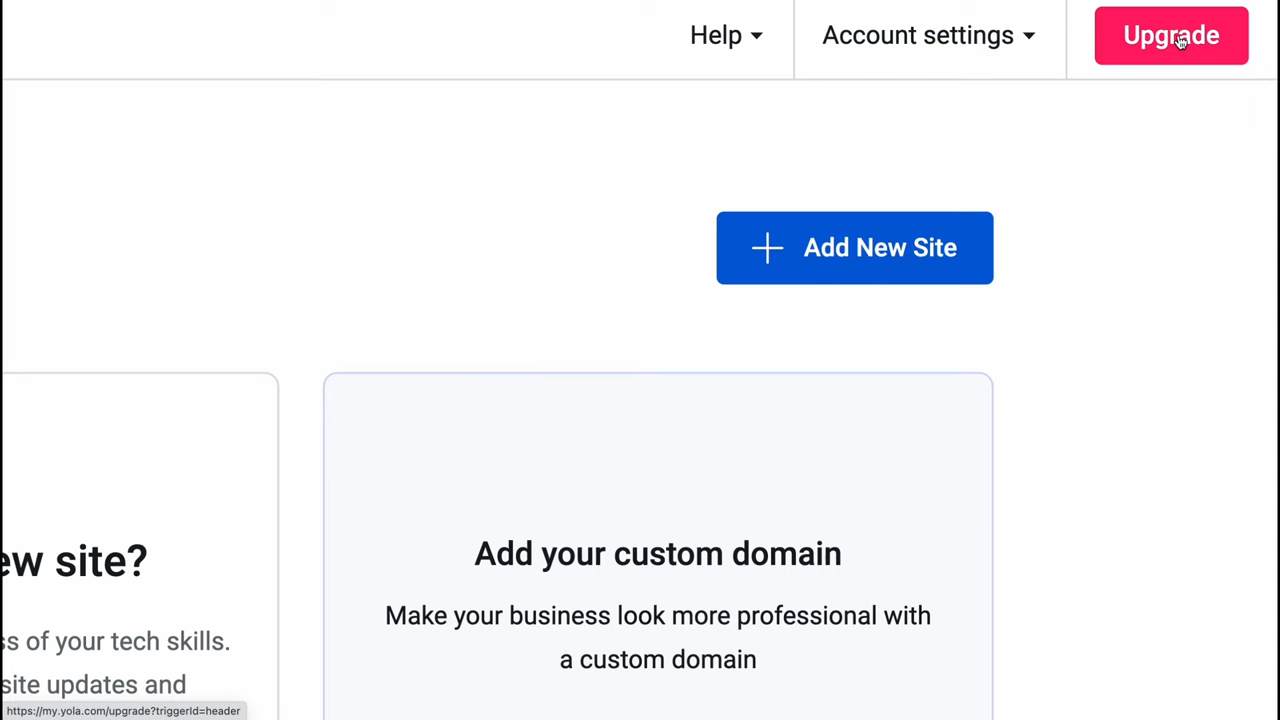 Help
Account settings
Upgrade
Add New Site
ew site?
ss of your tech skills.
site updates and
Add your custom domain
Make your business look more professional with
a custom domain
https://my.yola.com/upgrade?triggerId=header